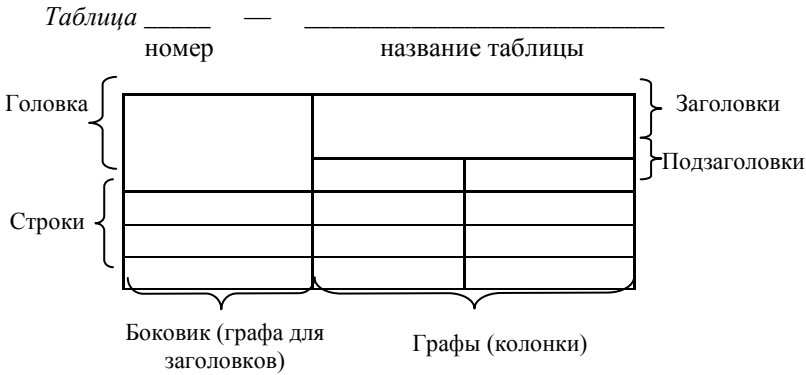 Таблица _____ — ___________________________
номер название таблицы
Головка
Заголовки
Подзаголовки
Строки
Боковик (графа для
заголовков)
Графы (колонки)